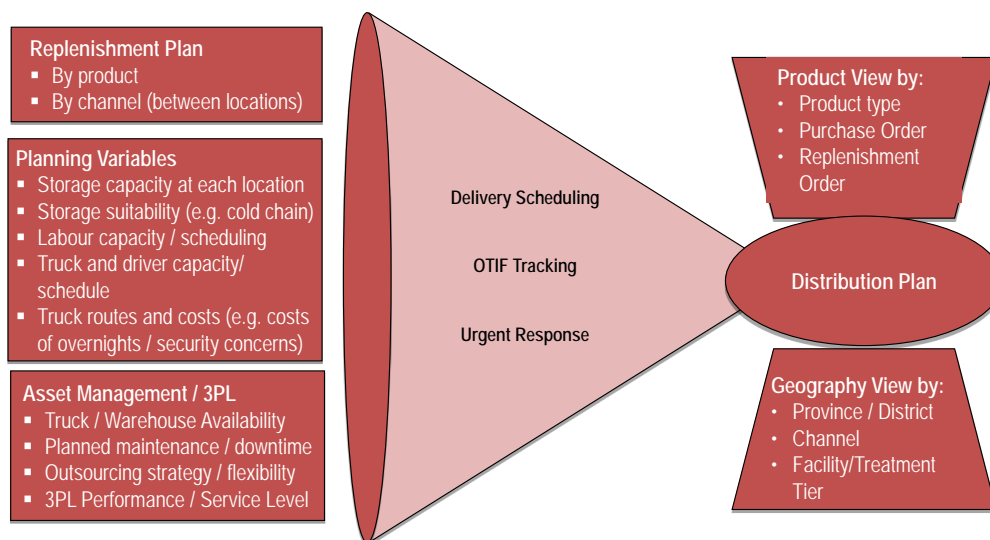 Replenishment Plan
▪ By product
▪ By channel (between locations)
Planning Variables
▪ Storage capacity at each location
▪ Storage suitability (e.g. cold chain)
▪ Labour capacity / scheduling
▪ Truck and driver capacity/
schedule
▪ Truck routes and costs (e.g. costs
of overnights / security concerns)
Asset Management / 3PL
▪ Truck / Warehouse Availability
▪ Planned maintenance / downtime
▪ Outsourcing strategy / flexibility
▪ 3PL Performance / Service Level
Delivery Scheduling
OTIF Tracking
Urgent Response
Product View by:
• Product type
• Purchase Order
• Replenishment
Order
Distribution Plan
Geography View by:
• Province / District
• Channel
• Facility/Treatment
Tier